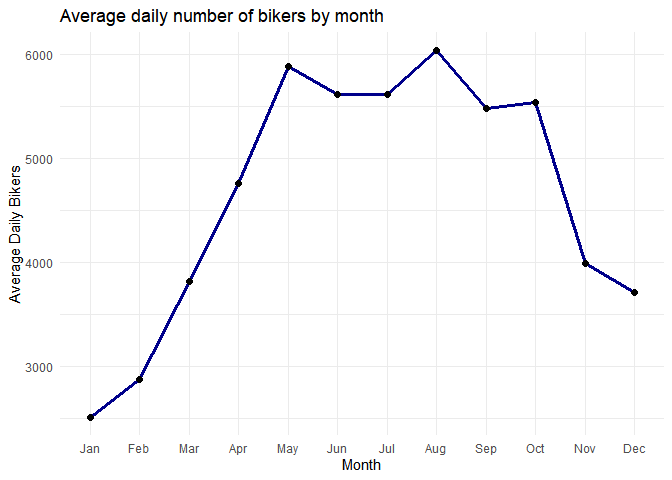 Average daily number of bikers by month
6000
5000
4000
3000
Average Daily Bikers
Jan Feb Mar Apr May Jun Jul Aug Sep Oct Nov Dec
Month